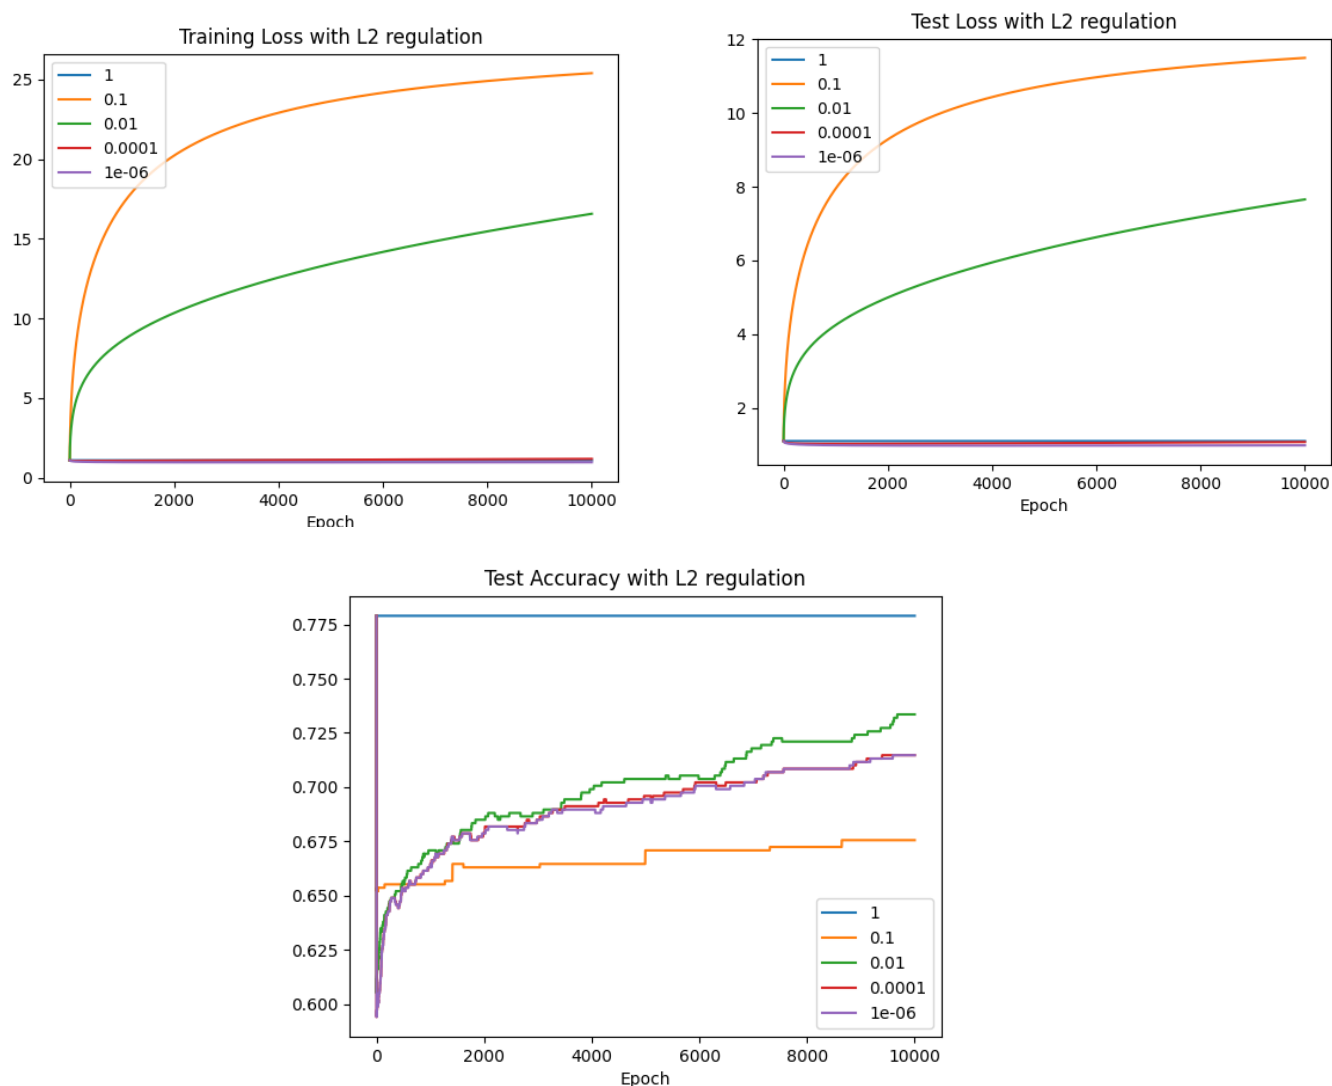 Training Loss with L2 regulation
1
0.1
0.01
0.0001
1e-06
25
20
15
10
5
0
0 2000 4000 6000 8000 10000
Epoch
Test Loss with L2 regulation
1
0.1
0.01
0.0001
1e-06
12
10
8
6
4
2
0 2000 4000 6000 8000 10000
Epoch
Test Accuracy with L2 regulation
0.775
0.750
0.725
0.700
0.675
0.650
0.625
0.600
1
0.1
0.01
0.0001
1e-06
0 2000 4000 6000 8000 10000
Epoch